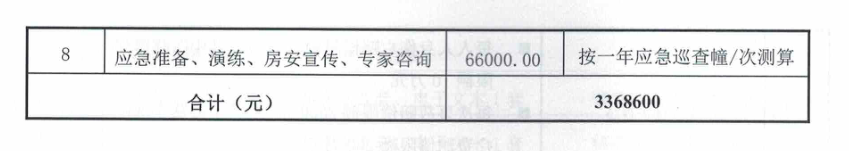 8 应急准备、演练、房安宣传、专家咨询 66000.00 按一年应急巡查幢/次测算
合计（元） 3368600